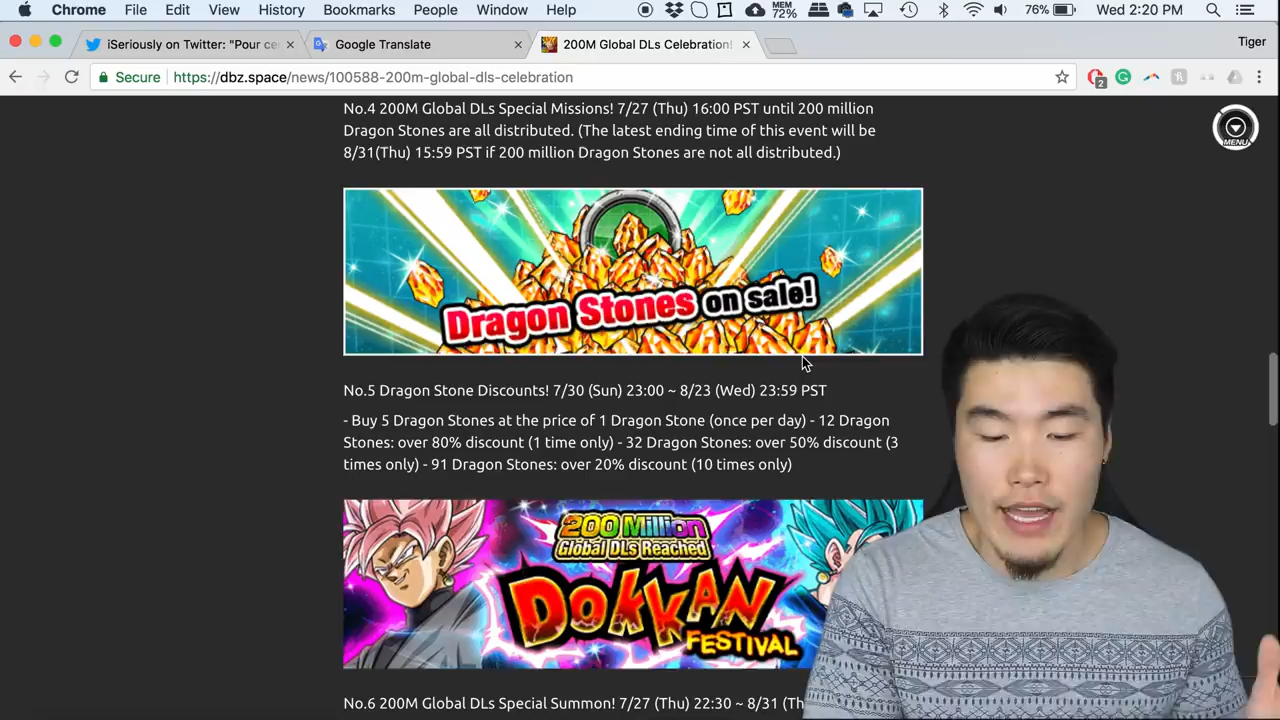 Chrome File Edit View History Bookmarks People Window Help MEM 72% 76% Wed 2:20 PM
iSeriously on Twitter: "Pour ce
Google Translate
200M Global DLs Celebration!
Tiger
Secure https://dbz.space/news/100588-200m-global-dls-celebration
2
No.4 200M Global DLs Special Missions! 7/27 (Thu) 16:00 PST until 200 million
Dragon Stones are all distributed. (The latest ending time of this event will be
8/31(Thu) 15:59 PST if 200 million Dragon Stones are not all distributed.)
MENU
Dragon Stones on sale!
No.5 Dragon Stone Discounts! 7/30 (Sun) 23:00 ~ 8/23 (Wed) 23:59 PST
- Buy 5 Dragon Stones at the price of 1 Dragon Stone (once per day) - 12 Dragon
Stones: over 80% discount (1 time only) - 32 Dragon Stones: over 50% discount (3
times only) - 91 Dragon Stones: over 20% discount (10 times only)
200 Million
Global DLs Reached
DOKKAN
FESTIVAL
No.6 200M Global DLs Special Summon! 7/27 (Thu) 22:30 ~ 8/31 (Th